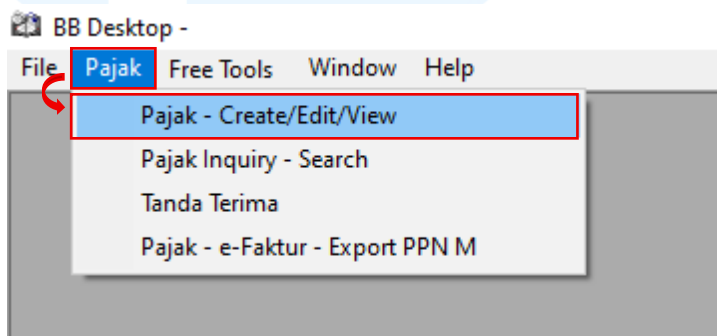 BB Desktop -
File Pajak Free Tools Window Help
Pajak - Create/Edit/View
Pajak Inquiry - Search
Tanda Terima
Pajak - e-Faktur - Export PPN M